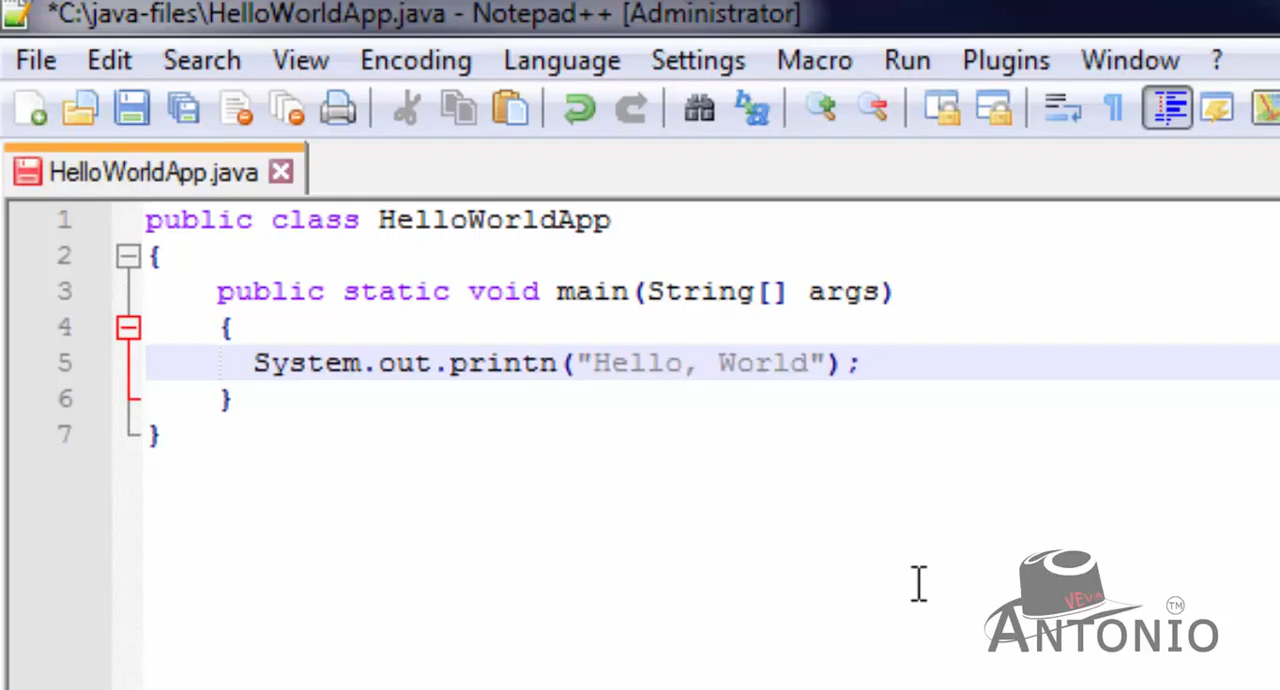 *C:\java-files\HelloWorldApp.java - Notepad++ [Administrator]
File Edit Search View Encoding Language Settings Macro Run Plugins Window ?
HelloWorldApp.java
1 public class HelloWorldApp
2 {
3 public static void main(String[] args)
4 {
5 System.out.printn("Hello, World");
6 }
7 }
VEVA
ANTONIO
TM